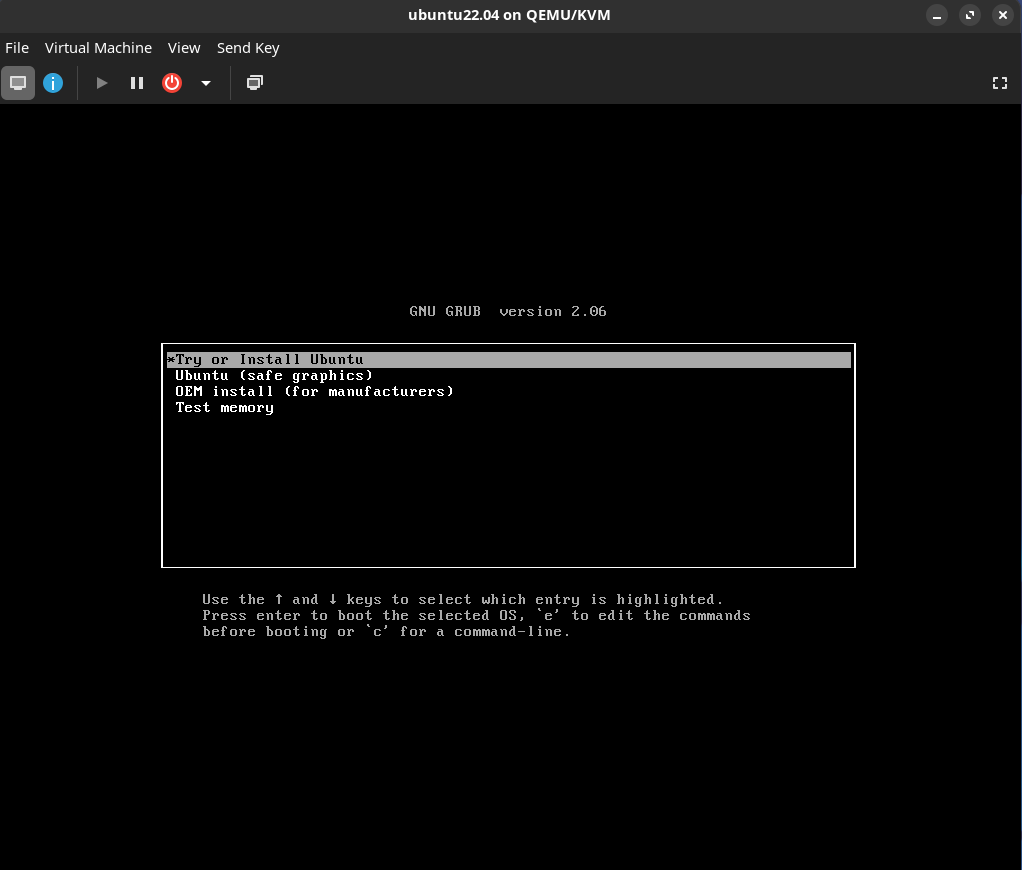 ubuntu22.04 on QEMU/KVM
File Virtual Machine View Send Key
GNU GRUB version 2.06
*Try or Install Ubuntu
Ubuntu (safe graphics)
OEM install (for manufacturers)
Test memory
Use the ↑ and ↓ keys to select which entry is highlighted.
Press enter to boot the selected OS, `e' to edit the commands
before booting or `c' for a command-line.